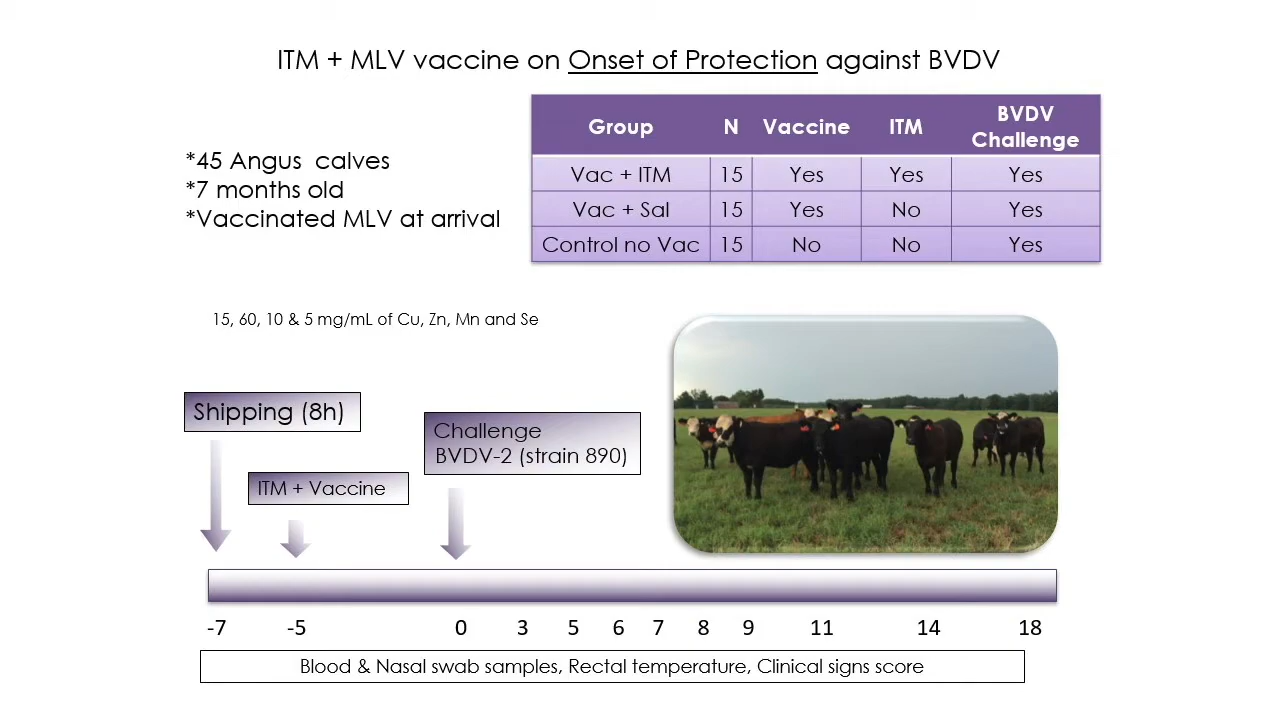 ITM + MLV vaccine on Onset of Protection against BVDV
*45 Angus calves
*7 months old
*Vaccinated MLV at arrival
Group N Vaccine ITM BVDV Challenge
Vac + ITM 15 Yes Yes Yes
Vac + Sal 15 Yes No Yes
Control no Vac 15 No No Yes
15, 60, 10 & 5 mg/mL of Cu, Zn, Mn and Se
Shipping (8h)
Challenge
BVDV-2 (strain 890)
ITM + Vaccine
-7 -5 0 3 5 6 7 8 9 11 14 18
Blood & Nasal swab samples, Rectal temperature, Clinical signs score